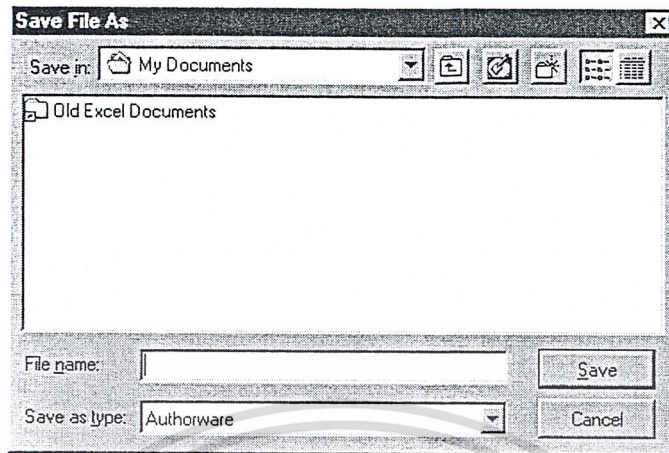 Save File As
Save in: My Documents
Old Excel Documents
File name:
Save
Save as type: Authorware
Cancel